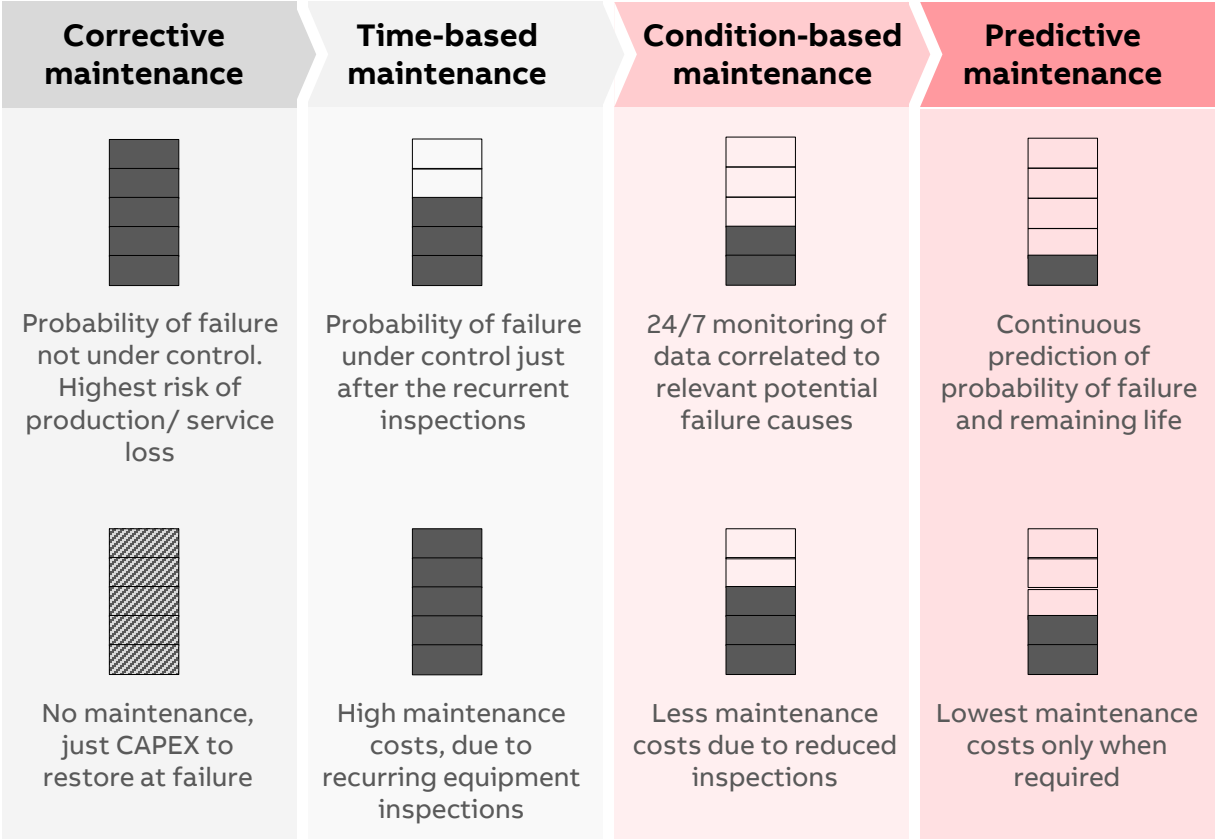 Corrective
maintenance
Time-based
maintenance
Condition-based
maintenance
Predictive
maintenance
Probability of failure
not under control.
Highest risk of
production/ service
loss
Probability of failure
under control just
after the recurrent
inspections
24/7 monitoring of
data correlated to
relevant potential
failure causes
Continuous
prediction of
probability of failure
and remaining life
No maintenance,
just CAPEX to
restore at failure
High maintenance
costs, due to
recurring equipment
inspections
Less maintenance
costs due to reduced
inspections
Lowest maintenance
costs only when
required